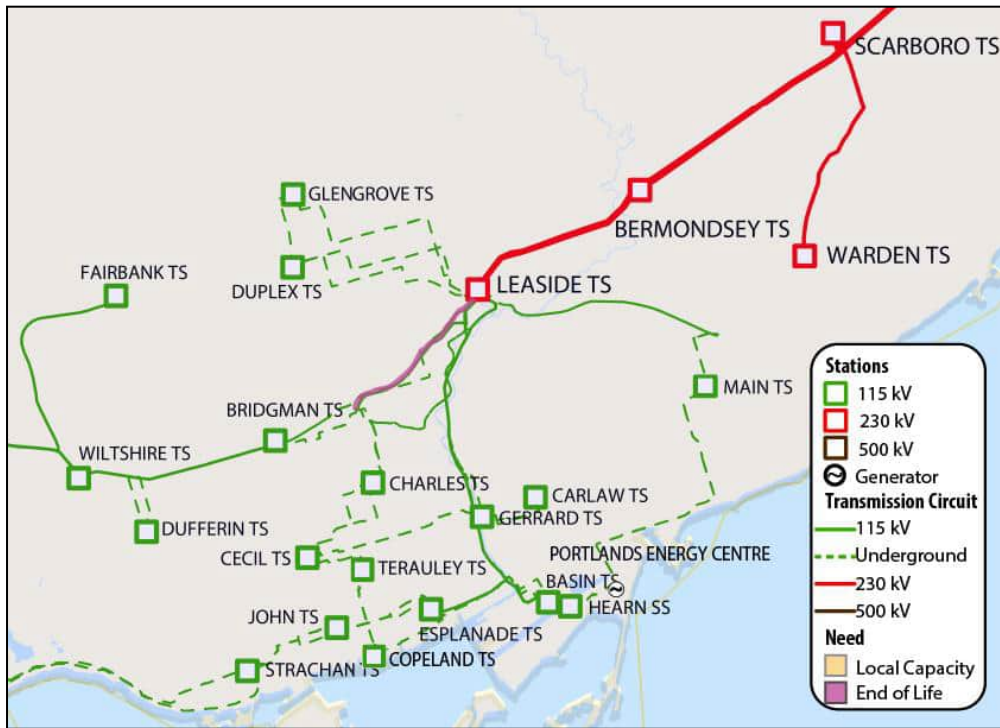 SCARBORO TS
GLENGROVE TS
BERMONDSEY TS
WARDEN TS
FAIRBANK TS
DUPLEX TS
LEASIDE TS
MAIN TS
BRIDGMAN TS
WILTSHIRE TS
CHARLES TS
CARLAW TS
DUFFERIN TS
GERRARD TS
CECIL TS
TERAULEY TS
PORTLANDS ENERGY CENTRE
BASIN TS
HEARN SS
JOHN TS
ESPLANADE TS
STRACHAN TS
COPELAND TS
Stations
115 kV
230 kV
500 kV
Generator
Transmission Circuit
115 kV
Underground
230 kV
500 kV
Need
Local Capacity
End of Life